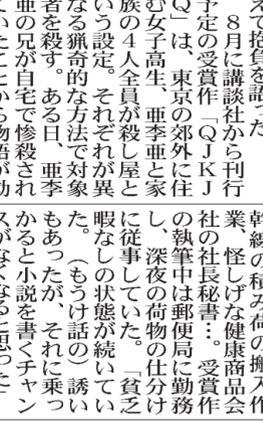 えて抱負を語った
８月に講談社から刊行
予定の受賞作「ＱＪＫＪ
Ｑ」は、東京の郊外に住
む女子高生、亜李亜と家
族の４人全員が殺し屋と
いう設定。それぞれが異
なる猟奇的な方法で対象
者を殺す。ある日、亜李
亜の兄が自宅で惨殺され
ていたことから物語が動
幹線の積み荷の搬入作
業、怪しげな健康商品会
社の社長秘書…。受賞作
の執筆中は郵便局に勤務
し、深夜の荷物の仕分け
に従事していた。「貧乏
暇なしの状態が続いてい
た。（もうけ話の）誘い
もあったが、それに乗っ
かると小説を書くチャン
スがなくなると思った」